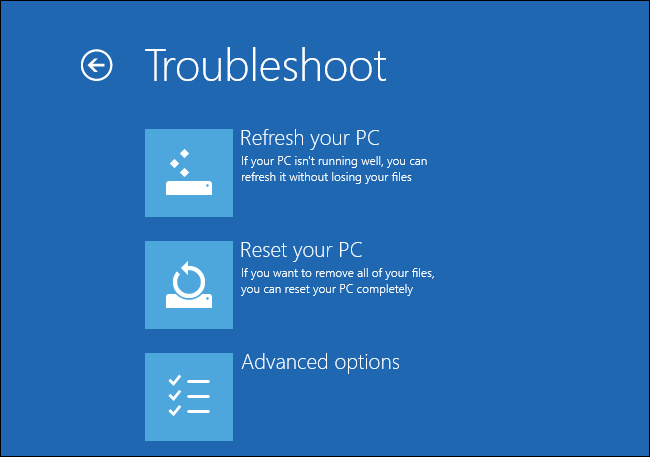 Troubleshoot
Refresh your PC
If your PC isn't running well, you can
refresh it without losing your files
Reset your PC
If you want to remove all of your files,
you can reset your PC completely
Advanced options